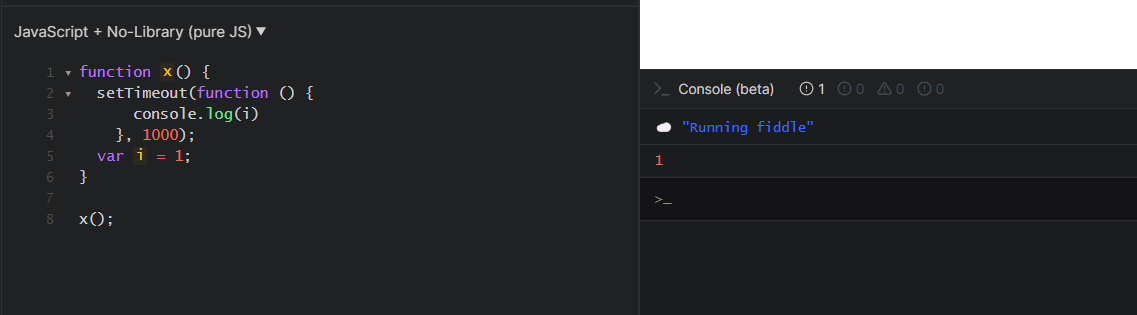 JavaScript + No-Library (pure JS) ▼
1 ▾ function x() {
2 ▾   setTimeout(function () {
3       console.log(i)
4     }, 1000);
5   var i = 1;
6 }
7
8 x();
>_ Console (beta) 1 0 0 0
"Running fiddle"
1
>_